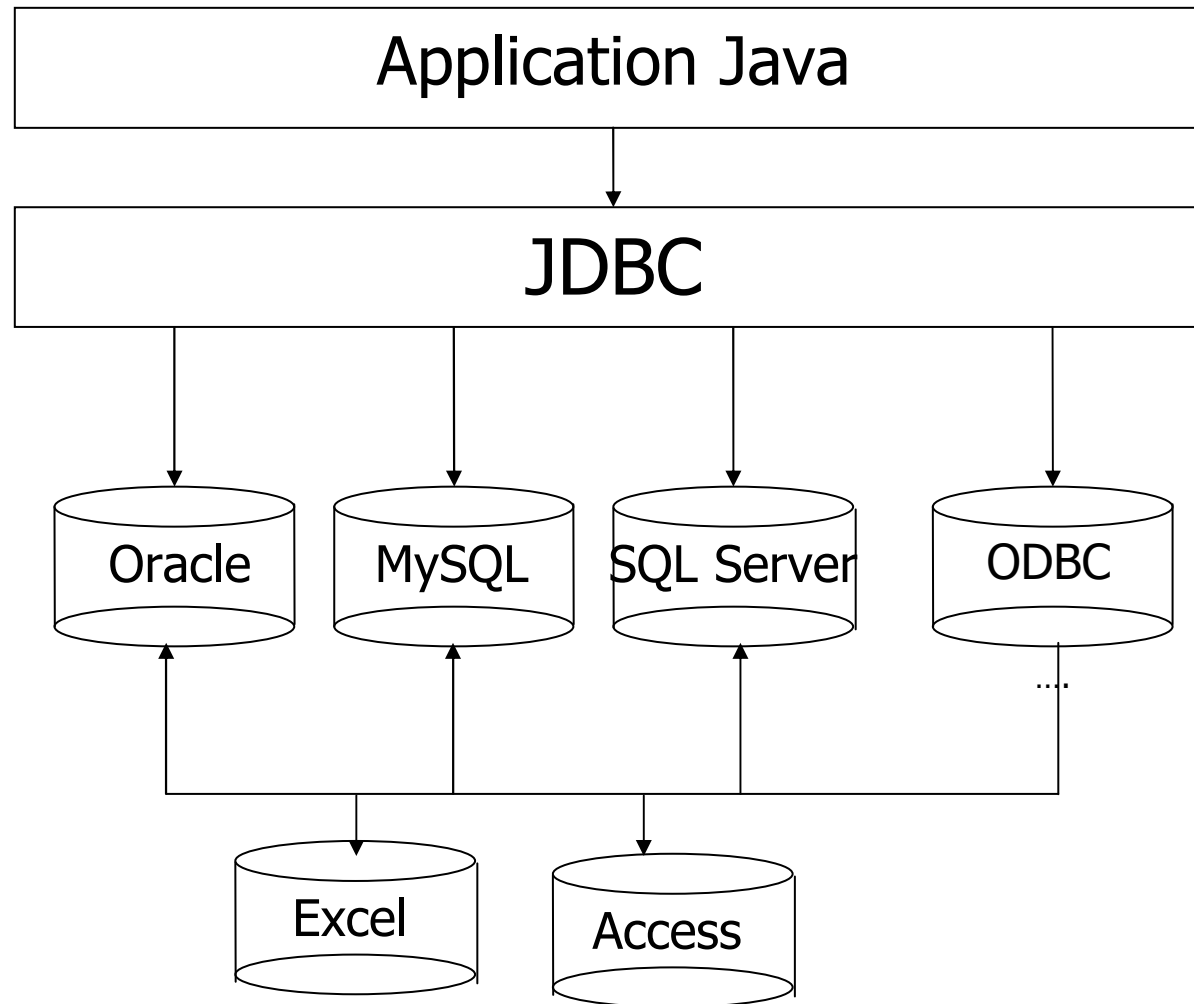 Application Java
JDBC
Oracle
MySQL
SQL Server
ODBC
....
Excel
Access